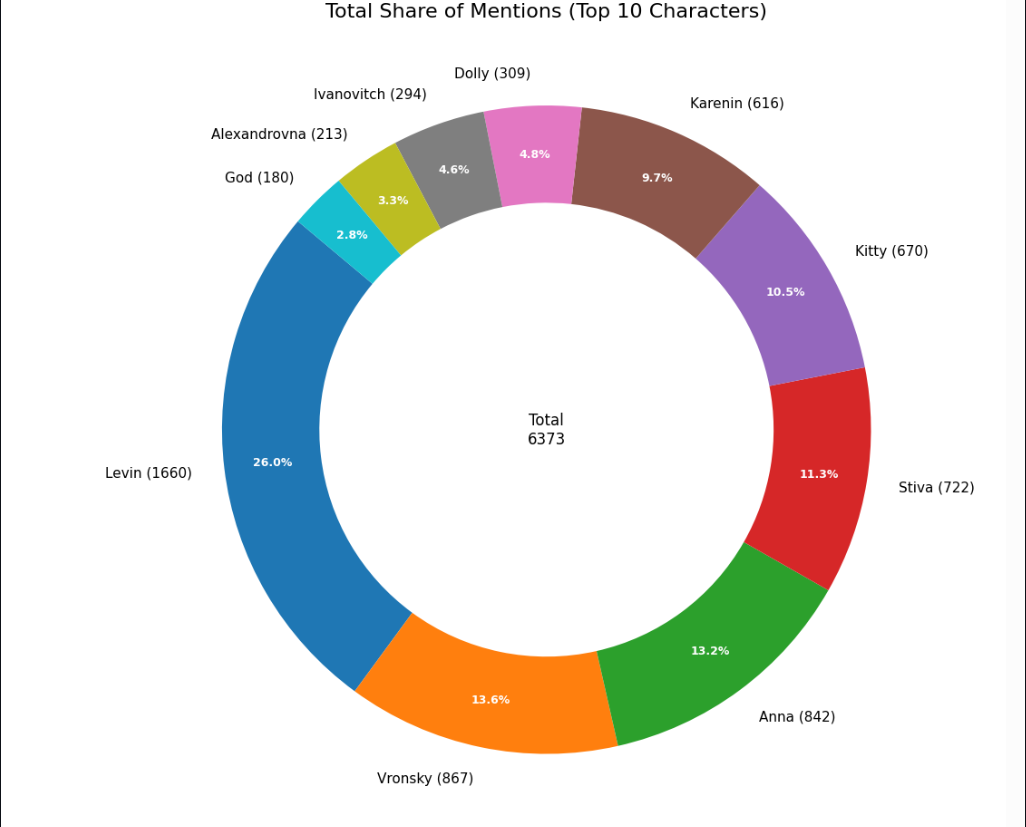 Total Share of Mentions (Top 10 Characters)
Dolly (309)
Ivanovitch (294)
Karenin (616)
Alexandrovna (213)
God (180)
4.8%
4.6%
9.7%
3.3%
2.8%
Kitty (670)
10.5%
Total
6373
26.0%
Levin (1660)
11.3%
Stiva (722)
13.2%
13.6%
Anna (842)
Vronsky (867)